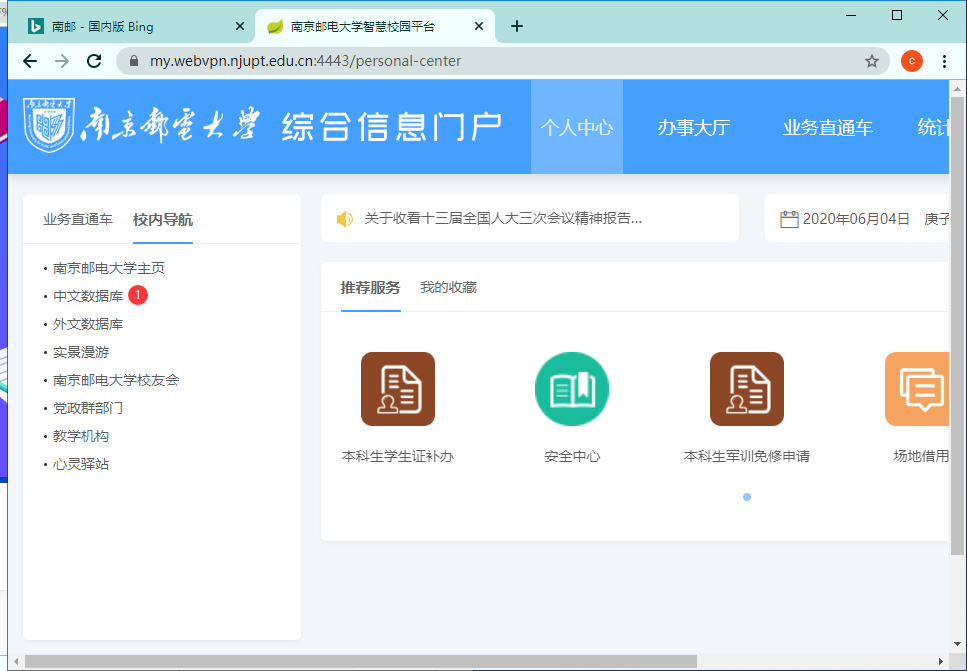 南邮 - 国内版 Bing
南京邮电大学智慧校园平台
my.webvpn.njupt.edu.cn:4443/personal-center
c
南京郵電大學 综合信息门户
个人中心
办事大厅
业务直通车
统计
业务直通车
校内导航
• 南京邮电大学主页
• 中文数据库 1
• 外文数据库
• 实景漫游
• 南京邮电大学校友会
• 党政群部门
• 教学机构
• 心灵驿站
关于收看十三届全国人大三次会议精神报告...
2020年06月04日 庚子
推荐服务
我的收藏
本科生学生证补办
安全中心
本科生军训免修申请
场地借用